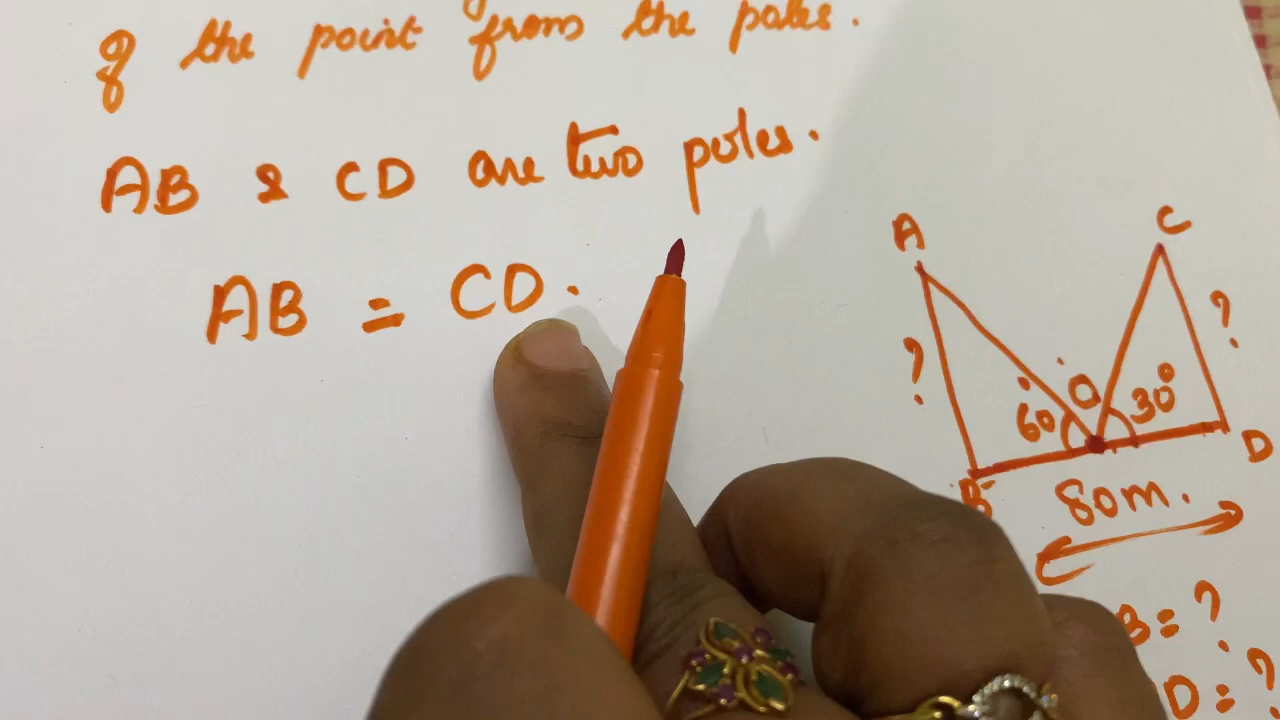 of the point from the poles.
AB & CD are two poles.
AB = CD.
A
C
?
?
60 O 30°
B
D
80m.
B = ?
D = ?